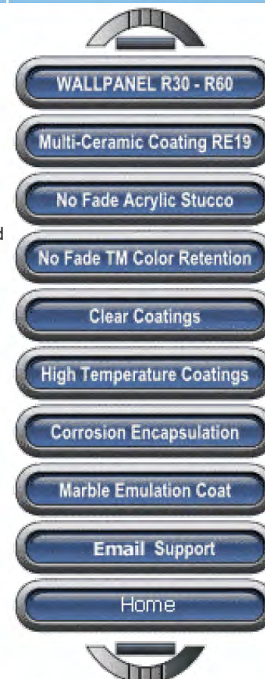 WALLPANEL R30 - R60
Multi-Ceramic Coating RE19
No Fade Acrylic Stucco
d
No Fade TM Color Retention
Clear Coatings
High Temperature Coatings
Corrosion Encapsulation
Marble Emulation Coat
Email Support
Home